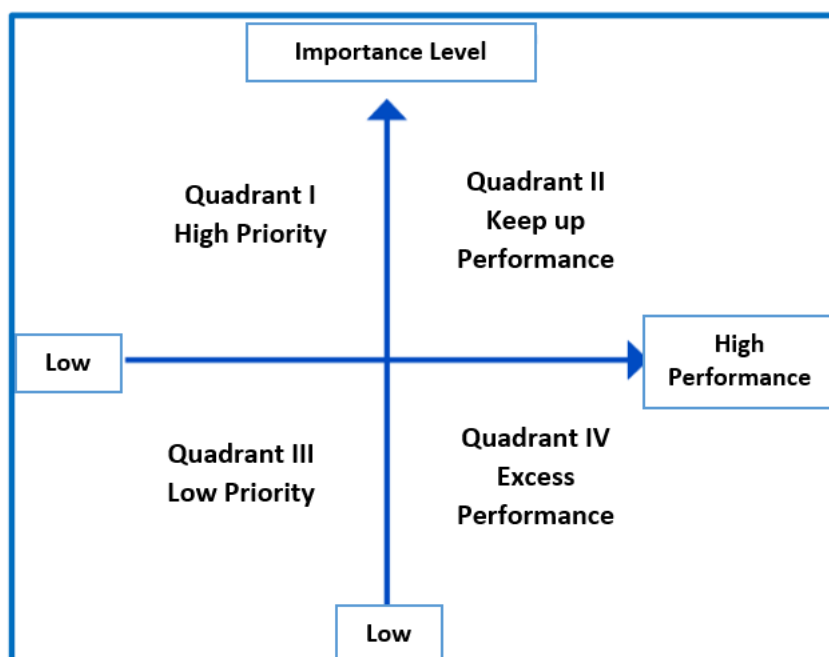 Importance Level
Quadrant I
High Priority
Quadrant II
Keep up
Performance
Low
High
Performance
Quadrant III
Low Priority
Quadrant IV
Excess
Performance
Low